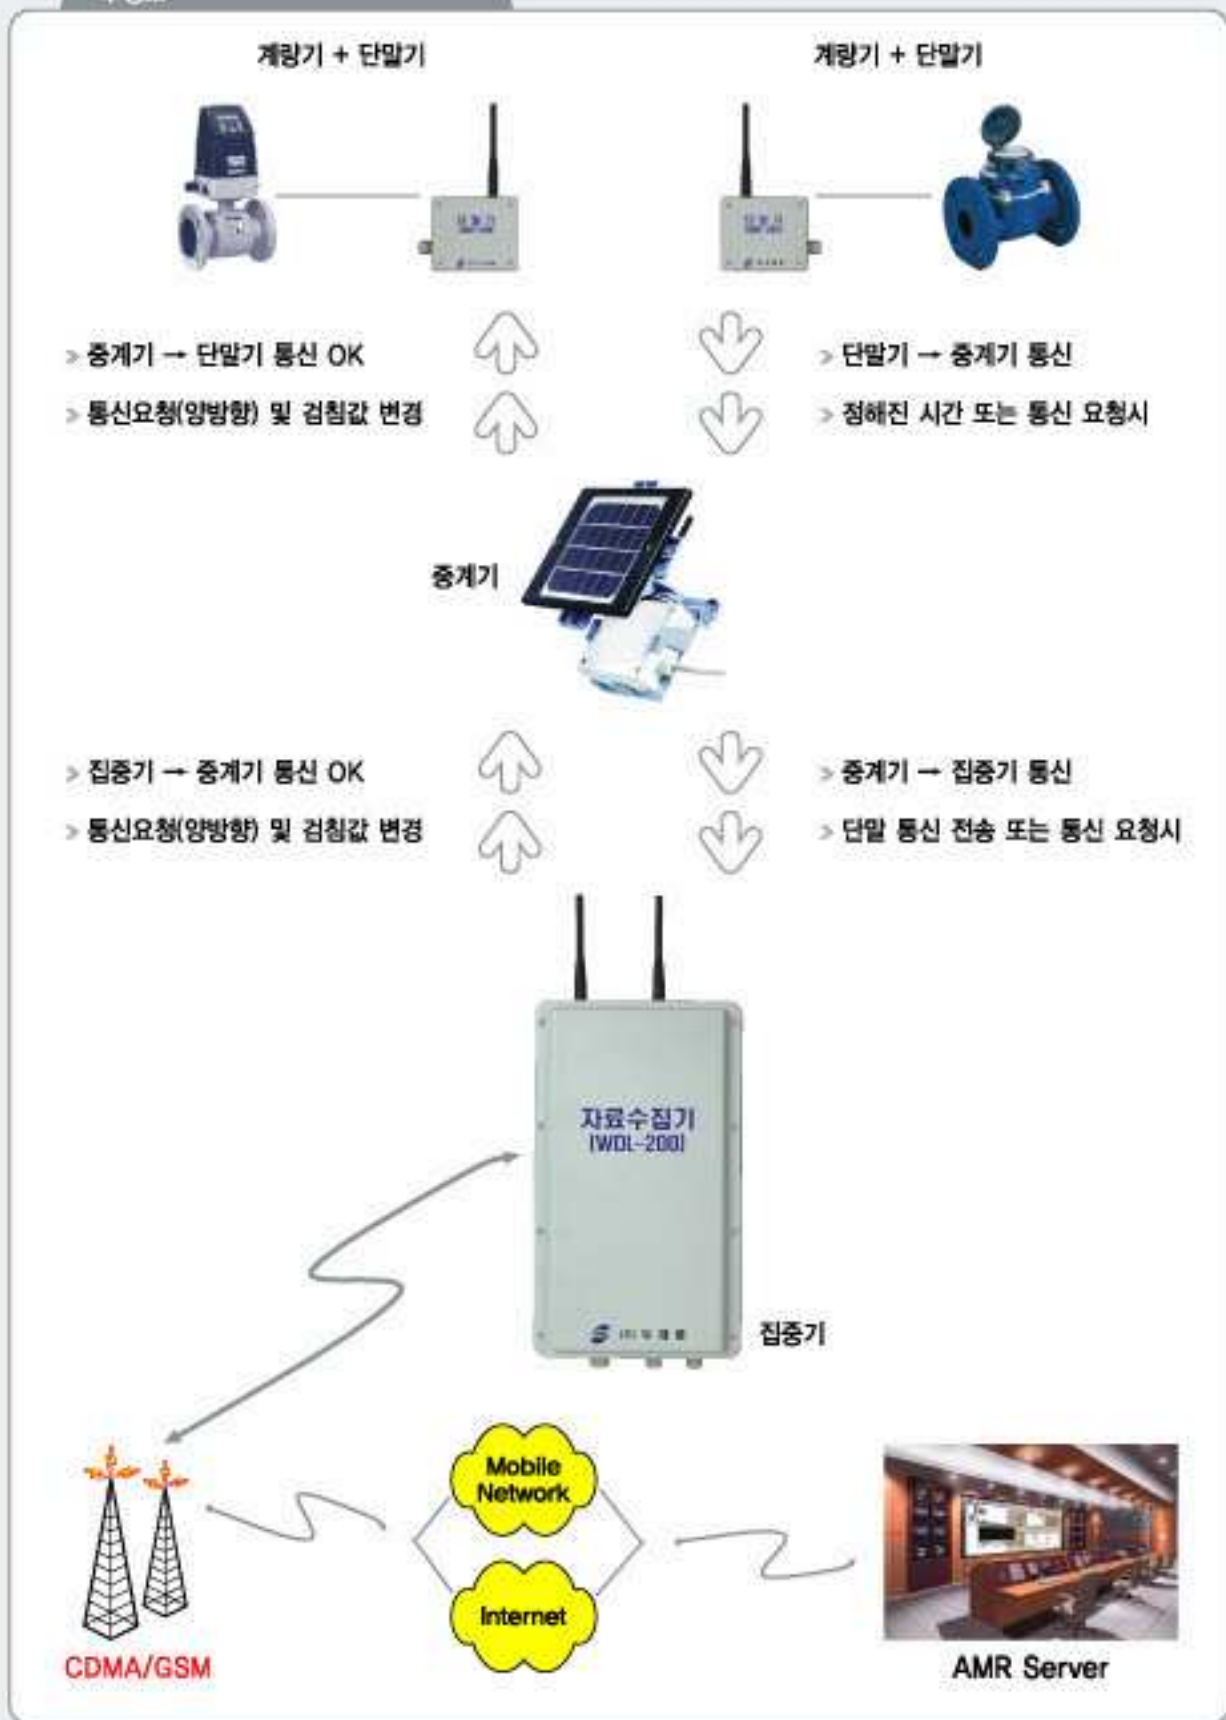 계량기 + 단말기
계량기 + 단말기
단말기
» 중계기 → 단말기 통신 OK
» 통신요청(양방향) 및 검침값 변경
» 단말기 → 중계기 통신
» 정해진 시간 또는 통신 요청시
중계기
» 집중기 → 중계기 통신 OK
» 통신요청(양방향) 및 검침값 변경
» 중계기 → 집중기 통신
» 단말 통신 전송 또는 통신 요청시
자료수집기
[WDL-200]
집중기
Mobile
Network
Internet
CDMA/GSM
AMR Server